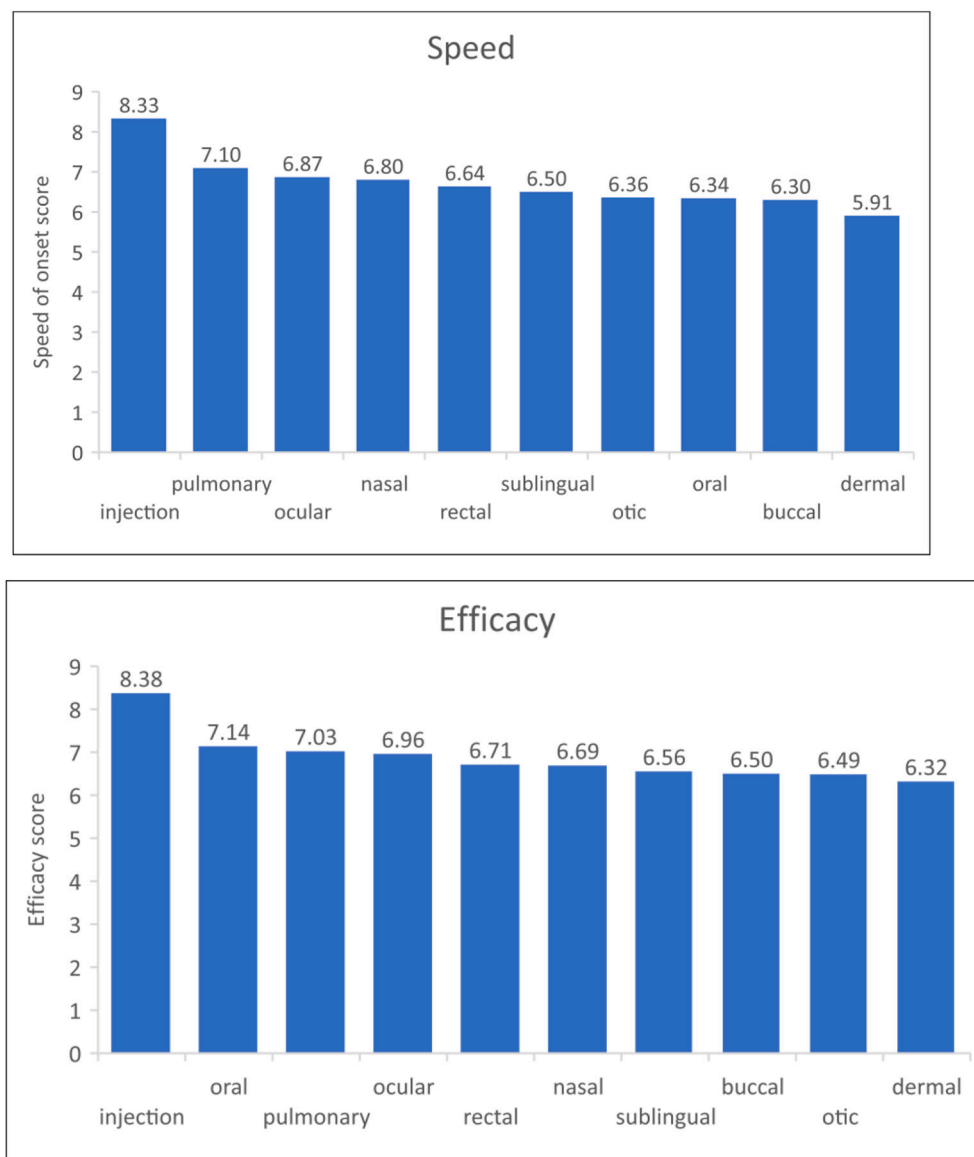 Speed
Speed of onset score
9
8
7
6
5
4
3
2
1
0
8.33
7.10
6.87
6.80
6.64
6.50
6.36
6.34
6.30
5.91
injection
pulmonary
ocular
nasal
rectal
sublingual
otic
oral
buccal
dermal
Efficacy
Efficacy score
9
8
7
6
5
4
3
2
1
0
8.38
7.14
7.03
6.96
6.71
6.69
6.56
6.50
6.49
6.32
injection
oral
pulmonary
ocular
rectal
nasal
sublingual
buccal
otic
dermal